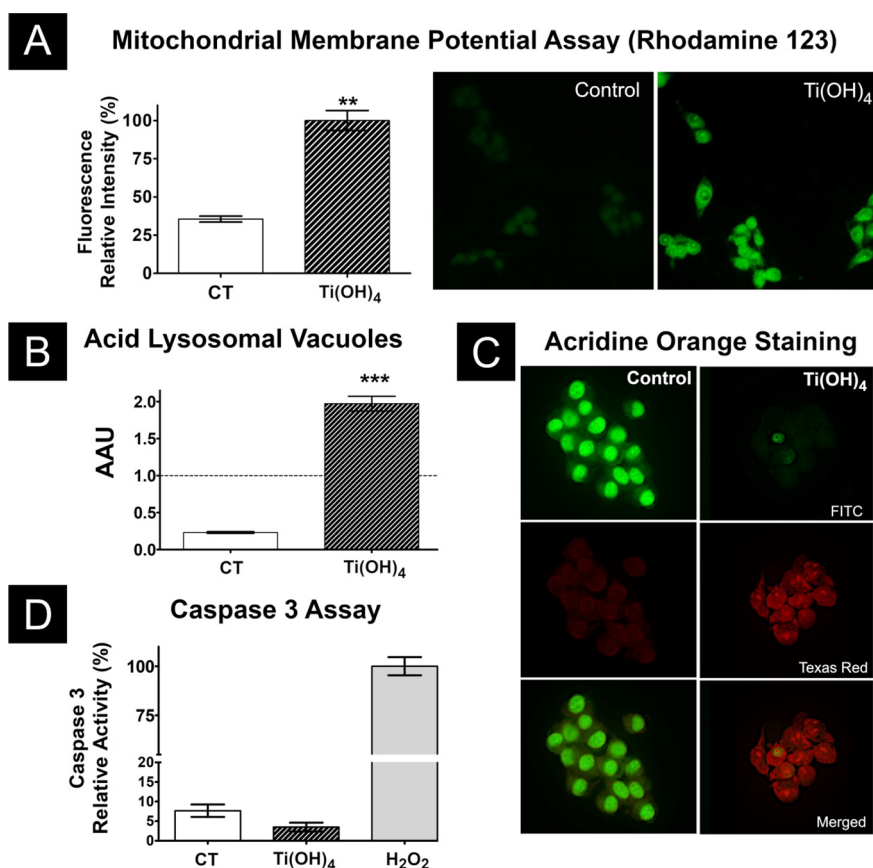 A
Mitochondrial Membrane Potential Assay (Rhodamine 123)
Fluorescence
Relative Intensity (%)
100
75
50
25
0
**
CT
Ti(OH)4
Control
Ti(OH)4
B
Acid Lysosomal Vacuoles
AAU
2.0
1.5
1.0
0.5
0.0
***
CT
Ti(OH)4
C
Acridine Orange Staining
Control
Ti(OH)4
FITC
Texas Red
Merged
D
Caspase 3 Assay
Caspase 3
Relative Activity (%)
100
75
20
15
10
5
0
CT
Ti(OH)4
H2O2